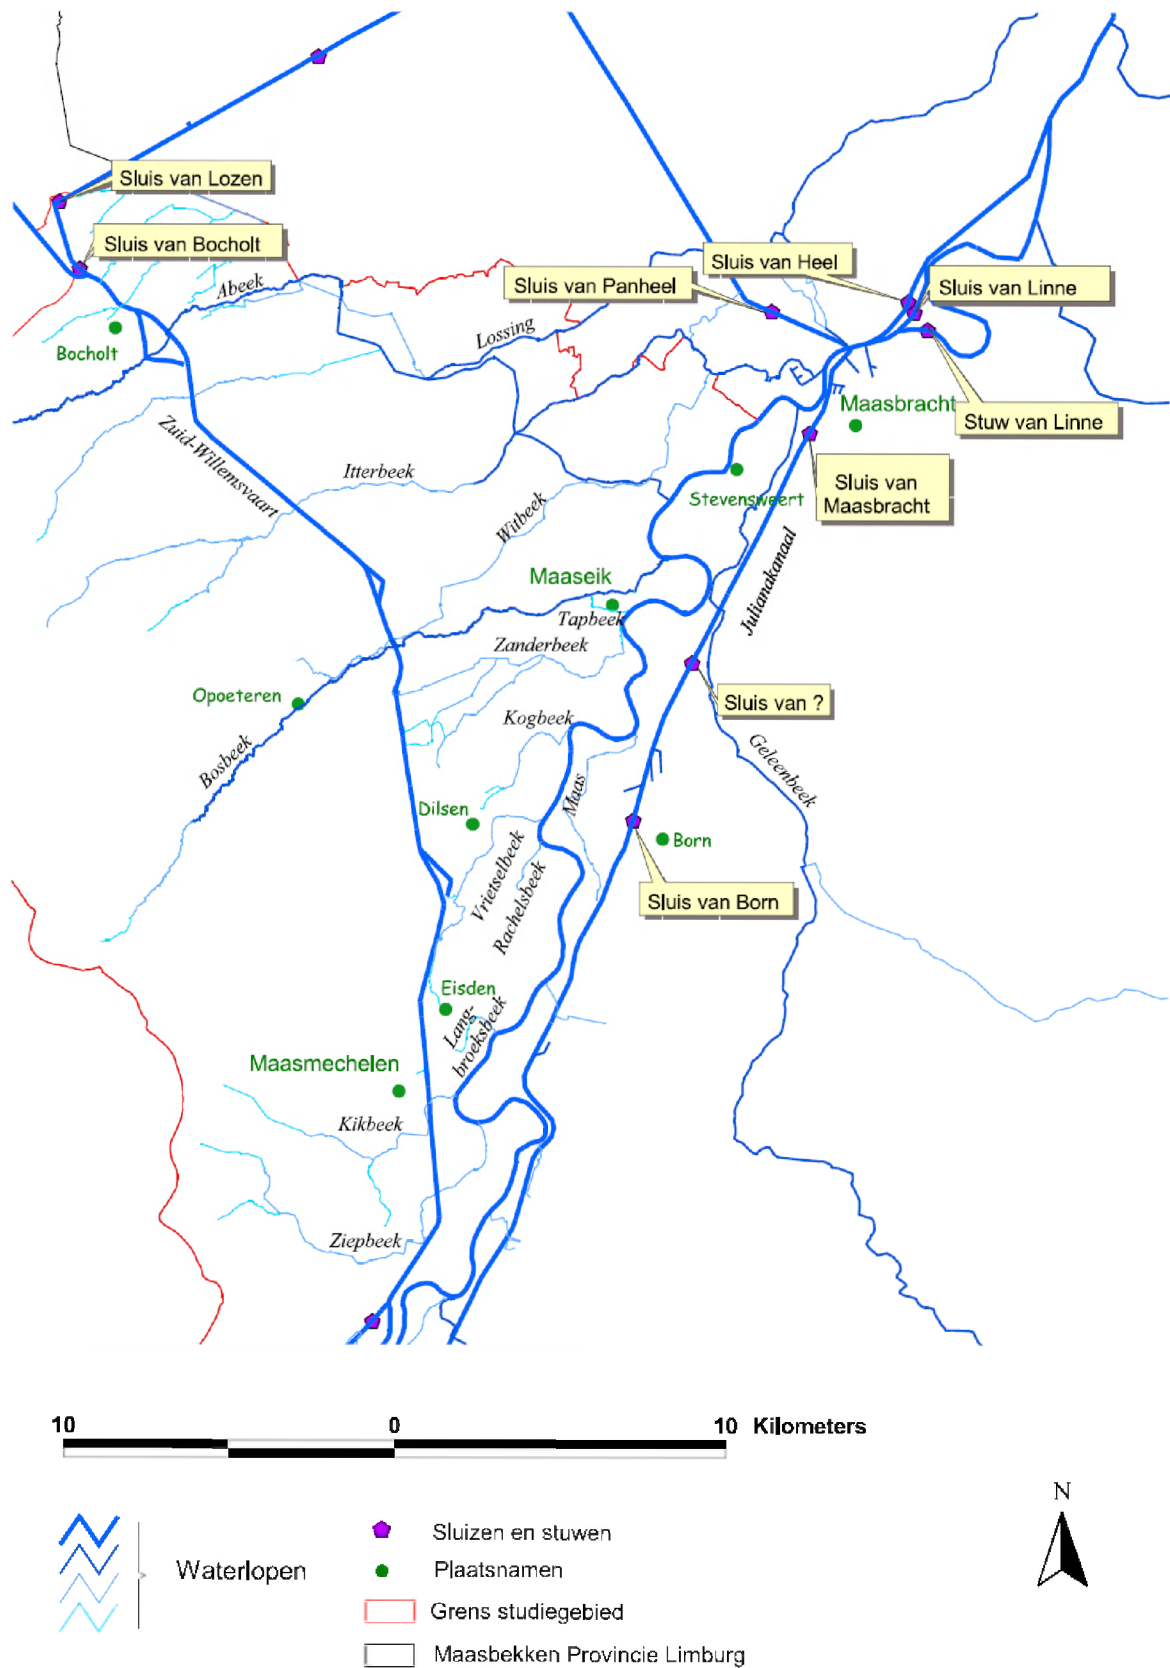 Sluis van Lozen
Sluis van Bocholt
Sluis van Heel
Sluis van Panheel
Sluis van Linne
Abeek
Lossing
Bocholt
Maasbracht
Stuw van Linne
Zuid-Willemsvaart
Itterbeek
Stevensweert
Sluis van
Maasbracht
Witbeek
Julianakanaal
Maaseik
Tapbeek
Zanderbeek
Opoeteren
Sluis van ?
Kogbeek
Bosbeek
Geleenbeek
Maas
Dilsen
Born
Vrietselbeek
Rachelsbeek
Sluis van Born
Eisden
Lang-
broeksbeek
Maasmechelen
Kikbeek
Ziepbeek
10 0 10 Kilometers
N
Waterlopen
Sluizen en stuwen
Plaatsnamen
Grens studiegebied
Maasbekken Provincie Limburg